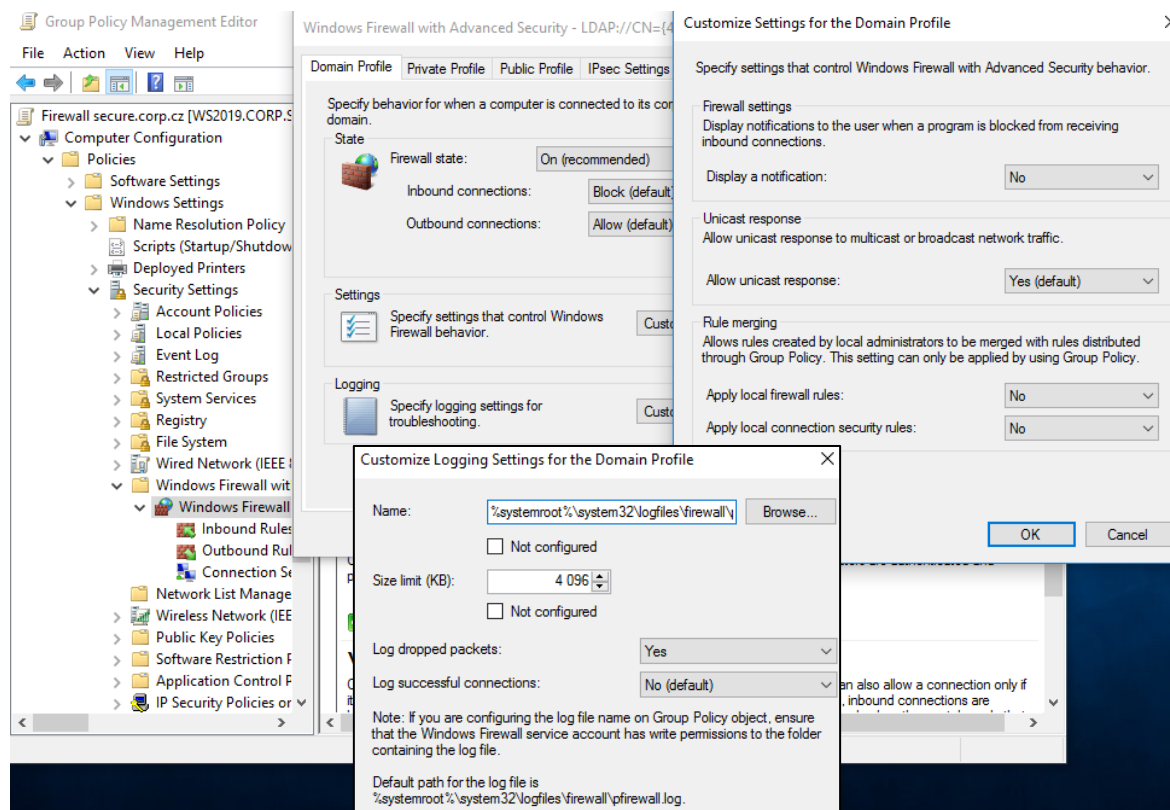 Group Policy Management Editor
File Action View Help
Firewall secure.corp.cz [WS2019.CORP.S
Computer Configuration
Policies
Software Settings
Windows Settings
Name Resolution Policy
Scripts (Startup/Shutdow
Deployed Printers
Security Settings
Account Policies
Local Policies
Event Log
Restricted Groups
System Services
Registry
File System
Wired Network (IEEE
Windows Firewall wit
Windows Firewall
Inbound Rules
Outbound Rul
Connection Se
Network List Manage
Wireless Network (IEE
Public Key Policies
Software Restriction P
Application Control P
IP Security Policies or
Windows Firewall with Advanced Security - LDAP://CN={4
Domain Profile Private Profile Public Profile IPsec Settings
Specify behavior for when a computer is connected to its cor
domain.
State
Firewall state: On (recommended)
Inbound connections: Block (default)
Outbound connections: Allow (default)
Settings
Specify settings that control Windows
Firewall behavior.
Custo
Logging
Specify logging settings for
troubleshooting.
Custo
Customize Settings for the Domain Profile
Specify settings that control Windows Firewall with Advanced Security behavior.
Firewall settings
Display notifications to the user when a program is blocked from receiving
inbound connections.
Display a notification: No
Unicast response
Allow unicast response to multicast or broadcast network traffic.
Allow unicast response: Yes (default)
Rule merging
Allows rules created by local administrators to be merged with rules distributed
through Group Policy. This setting can only be applied by using Group Policy.
Apply local firewall rules: No
Apply local connection security rules: No
OK Cancel
Customize Logging Settings for the Domain Profile
Name: %systemroot%\system32\logfiles\firewall\ Browse...
Not configured
Size limit (KB): 4 096
Not configured
Log dropped packets: Yes
Log successful connections: No (default)
Note: If you are configuring the log file name on Group Policy object, ensure
that the Windows Firewall service account has write permissions to the folder
containing the log file.
Default path for the log file is
%systemroot%\system32\logfiles\firewall\pfirewall.log.
an also allow a connection only if
, inbound connections are